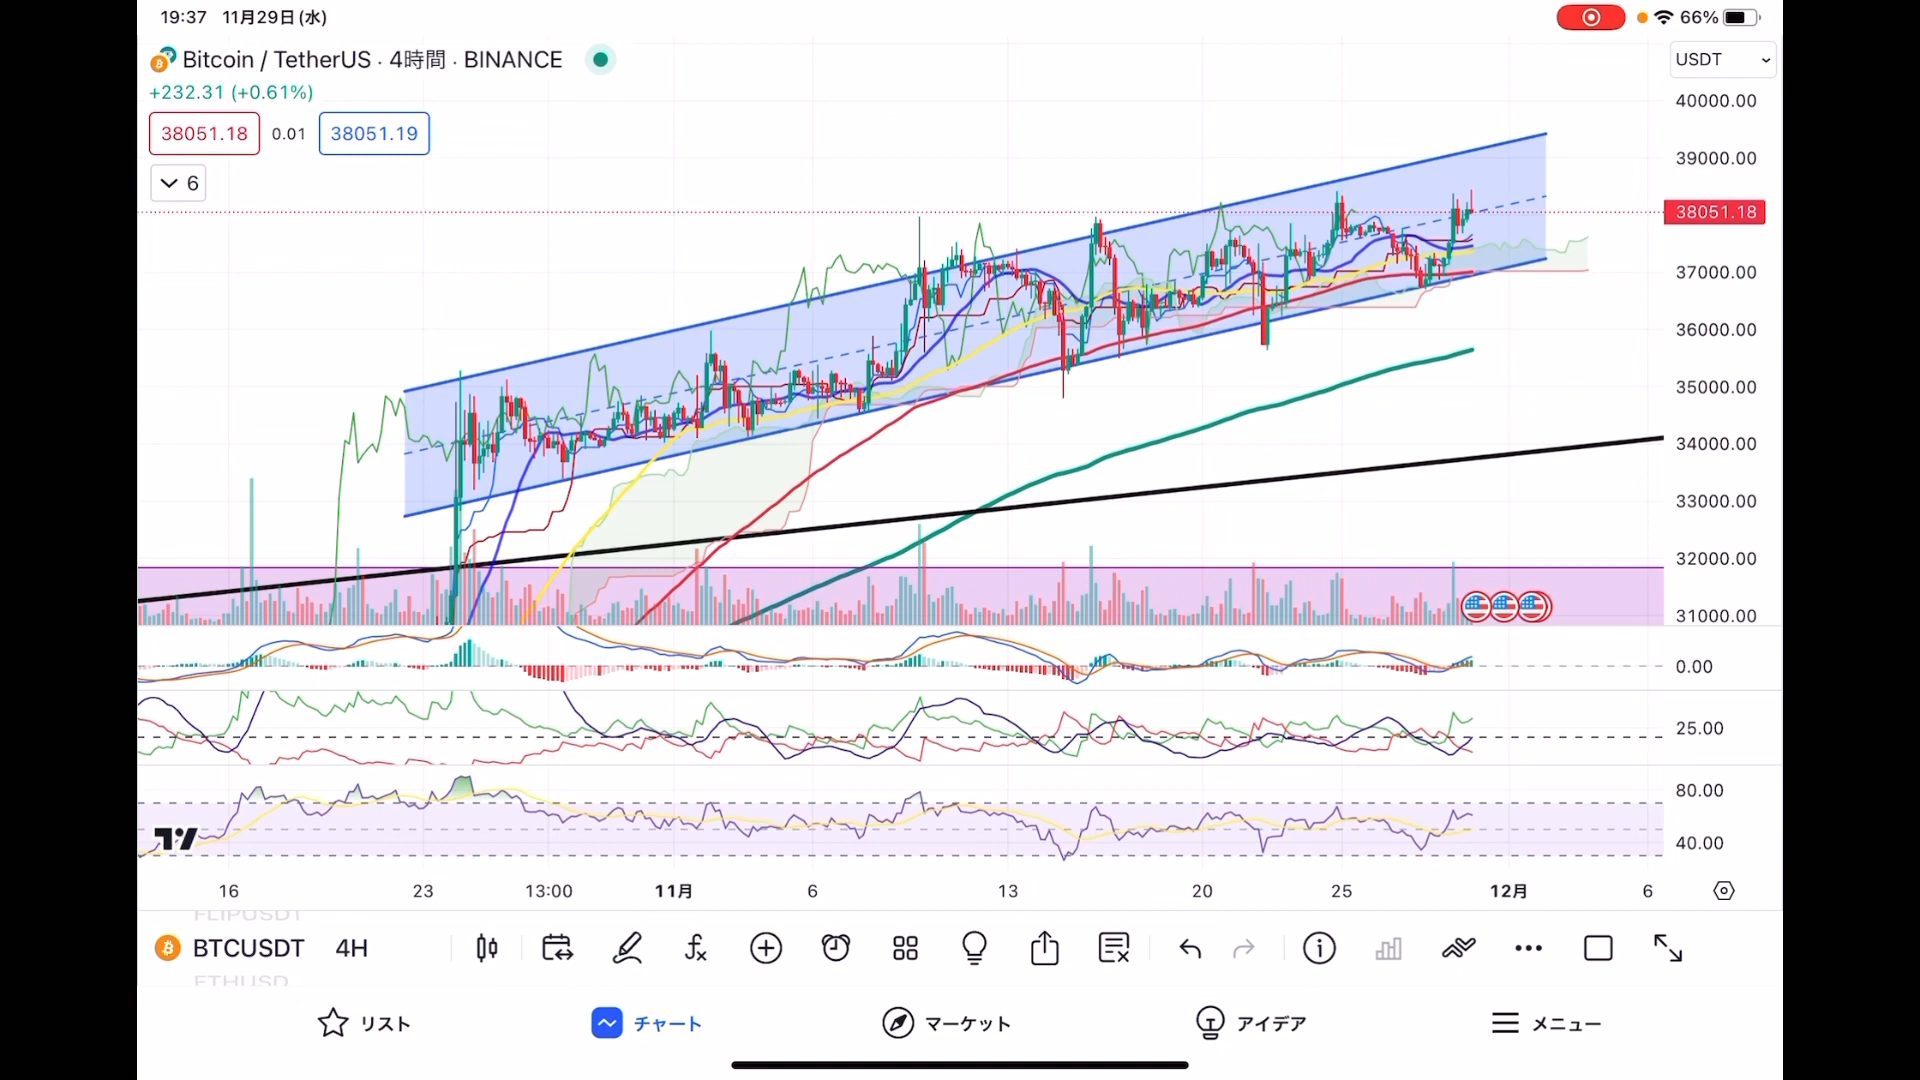 19:37 11月29日(水)
66%
Bitcoin / TetherUS · 4時間 · BINANCE
USDT
+232.31 (+0.61%)
38051.18 0.01 38051.19
6
40000.00
39000.00
38051.18
37000.00
36000.00
35000.00
34000.00
33000.00
32000.00
31000.00
0.00
25.00
80.00
40.00
16 23 13:00 11月 6 13 20 25 12月 6
FLIPUSDT
BTCUSDT 4H
ETHUSD
リスト チャート マーケット アイデア メニュー